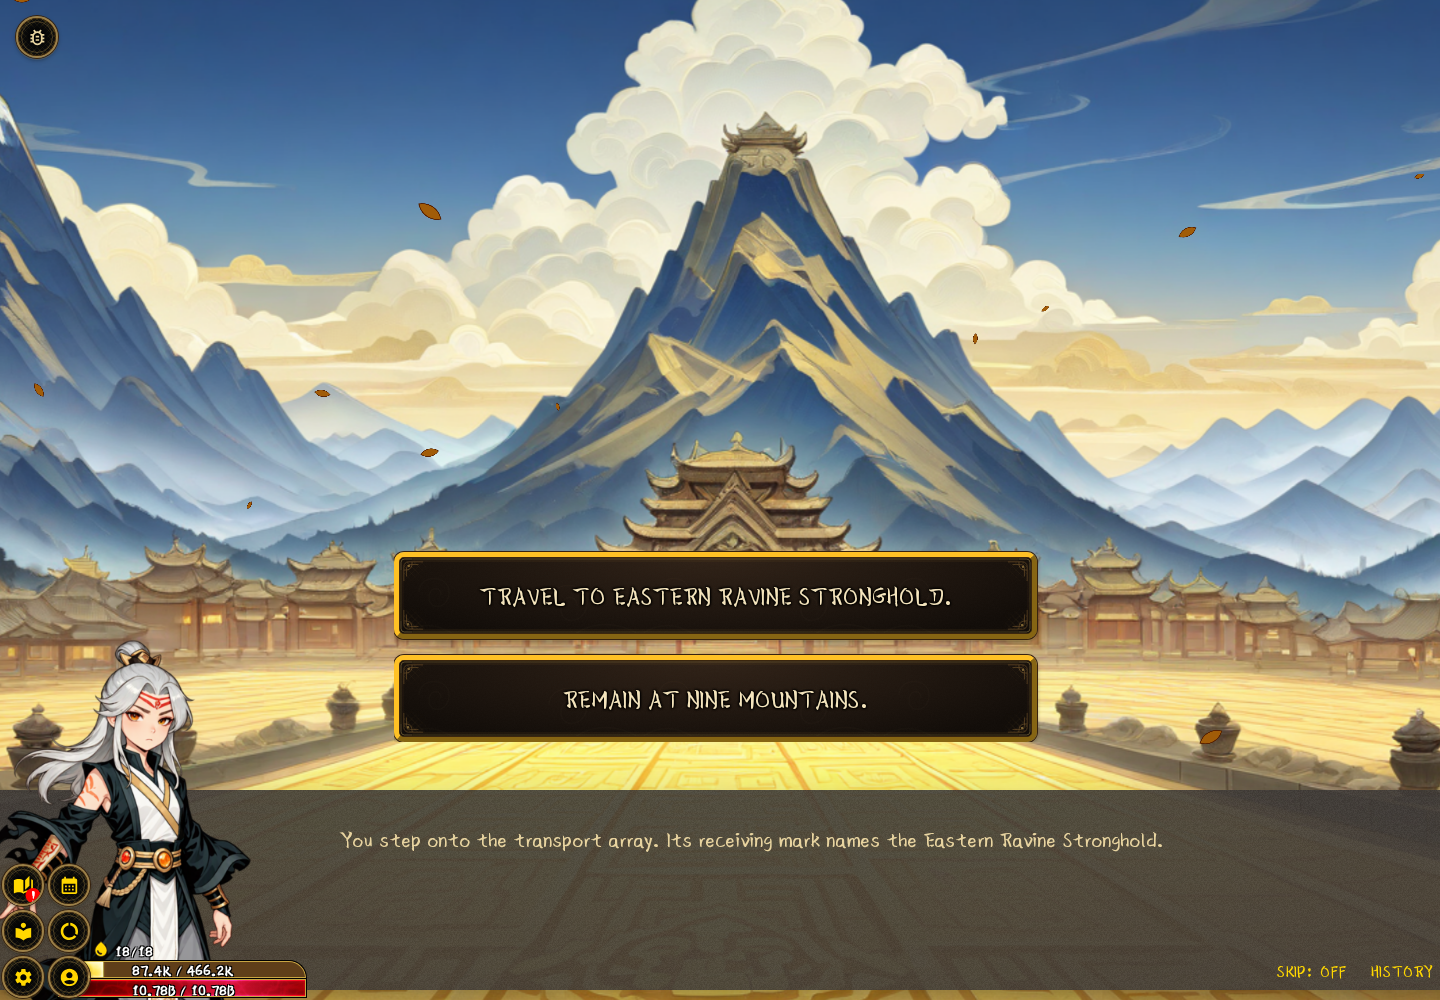 TRAVEL TO EASTERN RAVINE STRONGHOLD.
REMAIN AT NINE MOUNTAINS.
You step onto the transport array. Its receiving mark names the Eastern Ravine Stronghold.
18/18
87.4K / 466.2K
10.78B / 10.78B
SKIP: OFF HISTORY